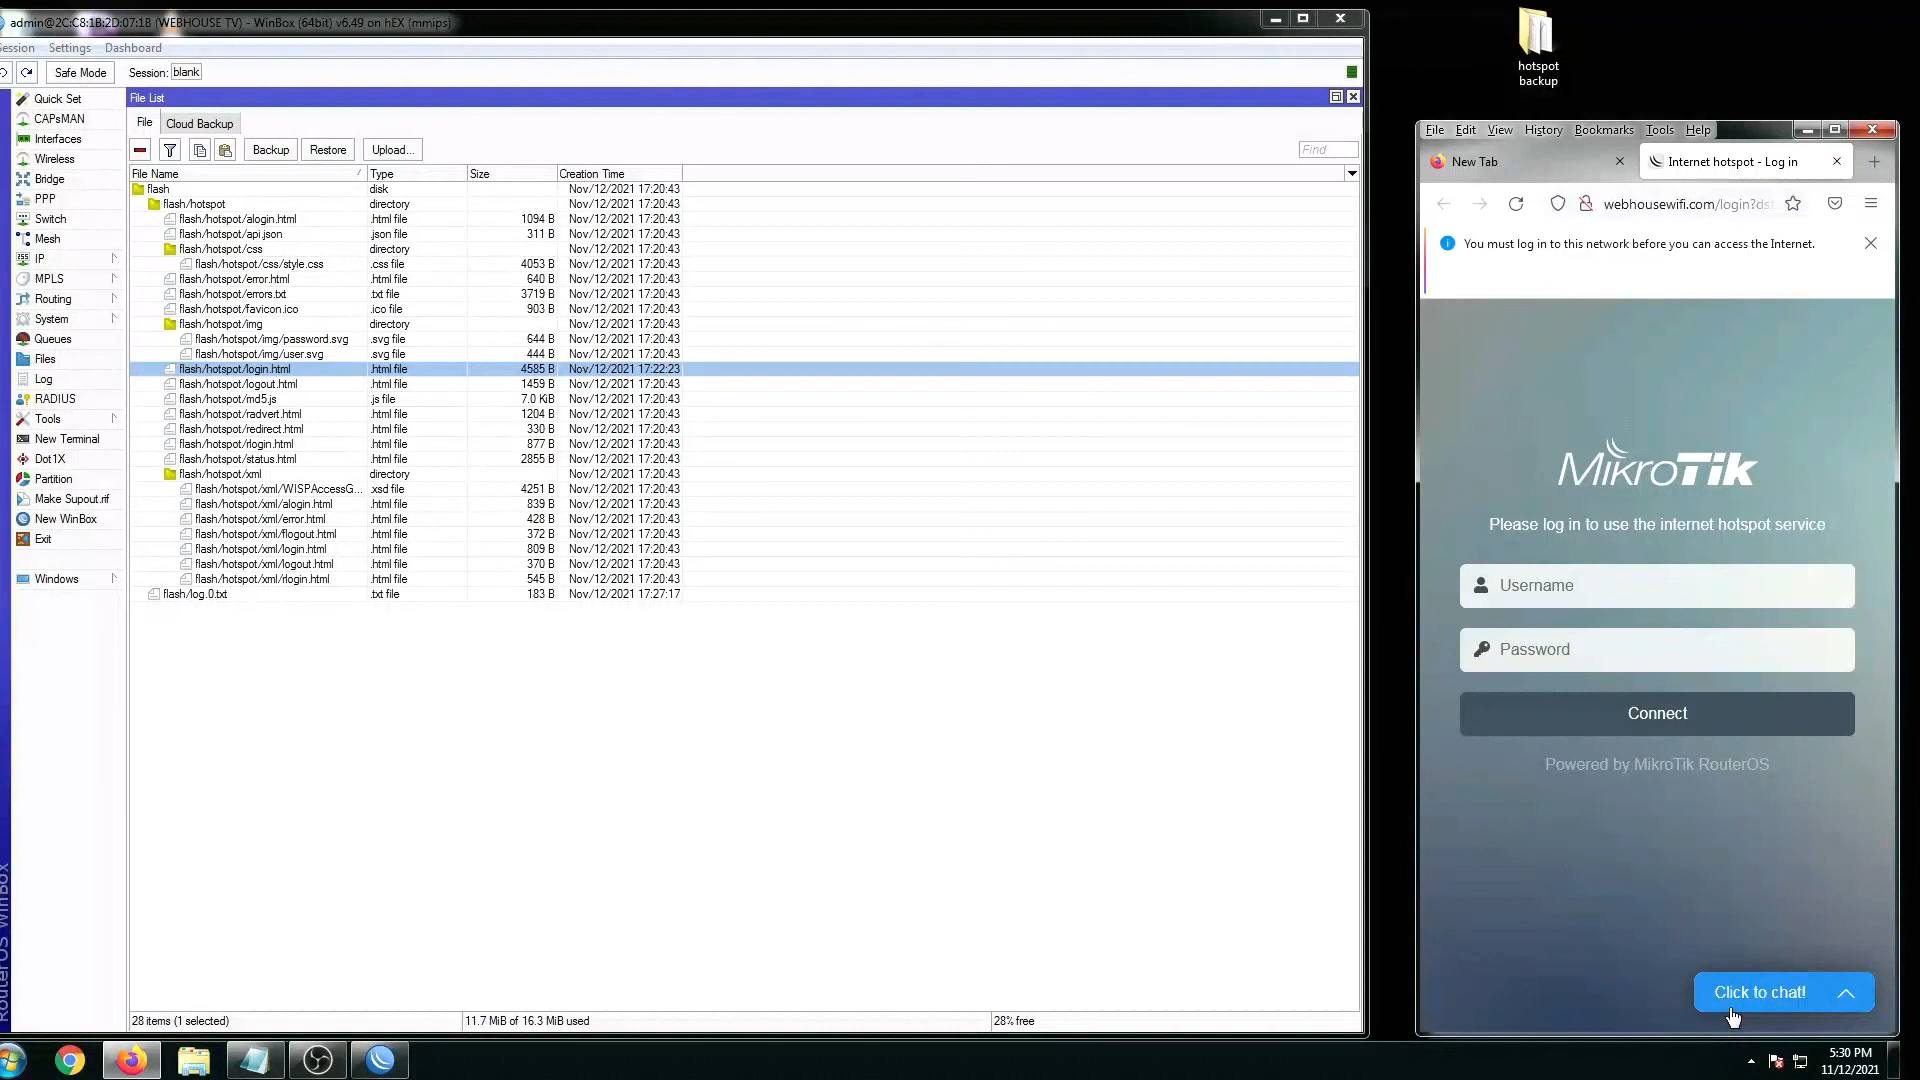 admin@2C:C8:1B:2D:07:1B (WEBHOUSE TV) - WinBox (64bit) v6.49 on hEX (mmips)
Session Settings Dashboard
Safe Mode Session: blank
Quick Set
CAPsMAN
Interfaces
Wireless
Bridge
PPP
Switch
Mesh
IP
MPLS
Routing
System
Queues
Files
Log
RADIUS
Tools
New Terminal
Dot1X
Partition
Make Supout.rif
New WinBox
Exit
Windows
RouterOS WinBox
File List
File Cloud Backup
Backup Restore Upload... Find
File Name Type Size Creation Time
flash disk Nov/12/2021 17:20:43
flash/hotspot directory Nov/12/2021 17:20:43
flash/hotspot/alogin.html .html file 1094 B Nov/12/2021 17:20:43
flash/hotspot/api.json .json file 311 B Nov/12/2021 17:20:43
flash/hotspot/css directory Nov/12/2021 17:20:43
flash/hotspot/css/style.css .css file 4053 B Nov/12/2021 17:20:43
flash/hotspot/error.html .html file 640 B Nov/12/2021 17:20:43
flash/hotspot/errors.txt .txt file 3719 B Nov/12/2021 17:20:43
flash/hotspot/favicon.ico .ico file 903 B Nov/12/2021 17:20:43
flash/hotspot/img directory Nov/12/2021 17:20:43
flash/hotspot/img/password.svg .svg file 644 B Nov/12/2021 17:20:43
flash/hotspot/img/user.svg .svg file 444 B Nov/12/2021 17:20:43
flash/hotspot/login.html .html file 4585 B Nov/12/2021 17:22:23
flash/hotspot/logout.html .html file 1459 B Nov/12/2021 17:20:43
flash/hotspot/md5.js .js file 7.0 KiB Nov/12/2021 17:20:43
flash/hotspot/radvert.html .html file 1204 B Nov/12/2021 17:20:43
flash/hotspot/redirect.html .html file 330 B Nov/12/2021 17:20:43
flash/hotspot/rlogin.html .html file 877 B Nov/12/2021 17:20:43
flash/hotspot/status.html .html file 2855 B Nov/12/2021 17:20:43
flash/hotspot/xml directory Nov/12/2021 17:20:43
flash/hotspot/xml/WISPAccessG... .xsd file 4251 B Nov/12/2021 17:20:43
flash/hotspot/xml/alogin.html .html file 839 B Nov/12/2021 17:20:43
flash/hotspot/xml/error.html .html file 428 B Nov/12/2021 17:20:43
flash/hotspot/xml/flogout.html .html file 372 B Nov/12/2021 17:20:43
flash/hotspot/xml/login.html .html file 809 B Nov/12/2021 17:20:43
flash/hotspot/xml/logout.html .html file 370 B Nov/12/2021 17:20:43
flash/hotspot/xml/rlogin.html .html file 545 B Nov/12/2021 17:20:43
flash/log.0.txt .txt file 183 B Nov/12/2021 17:27:17
28 items (1 selected) 11.7 MiB of 16.3 MiB used 28% free
hotspot
backup
File Edit View History Bookmarks Tools Help
New Tab Internet hotspot - Log in
webhousewifi.com/login?dst
You must log in to this network before you can access the Internet.
MikroTik
Please log in to use the internet hotspot service
Username
Password
Connect
Powered by MikroTik RouterOS
Click to chat!
5:30 PM
11/12/2021